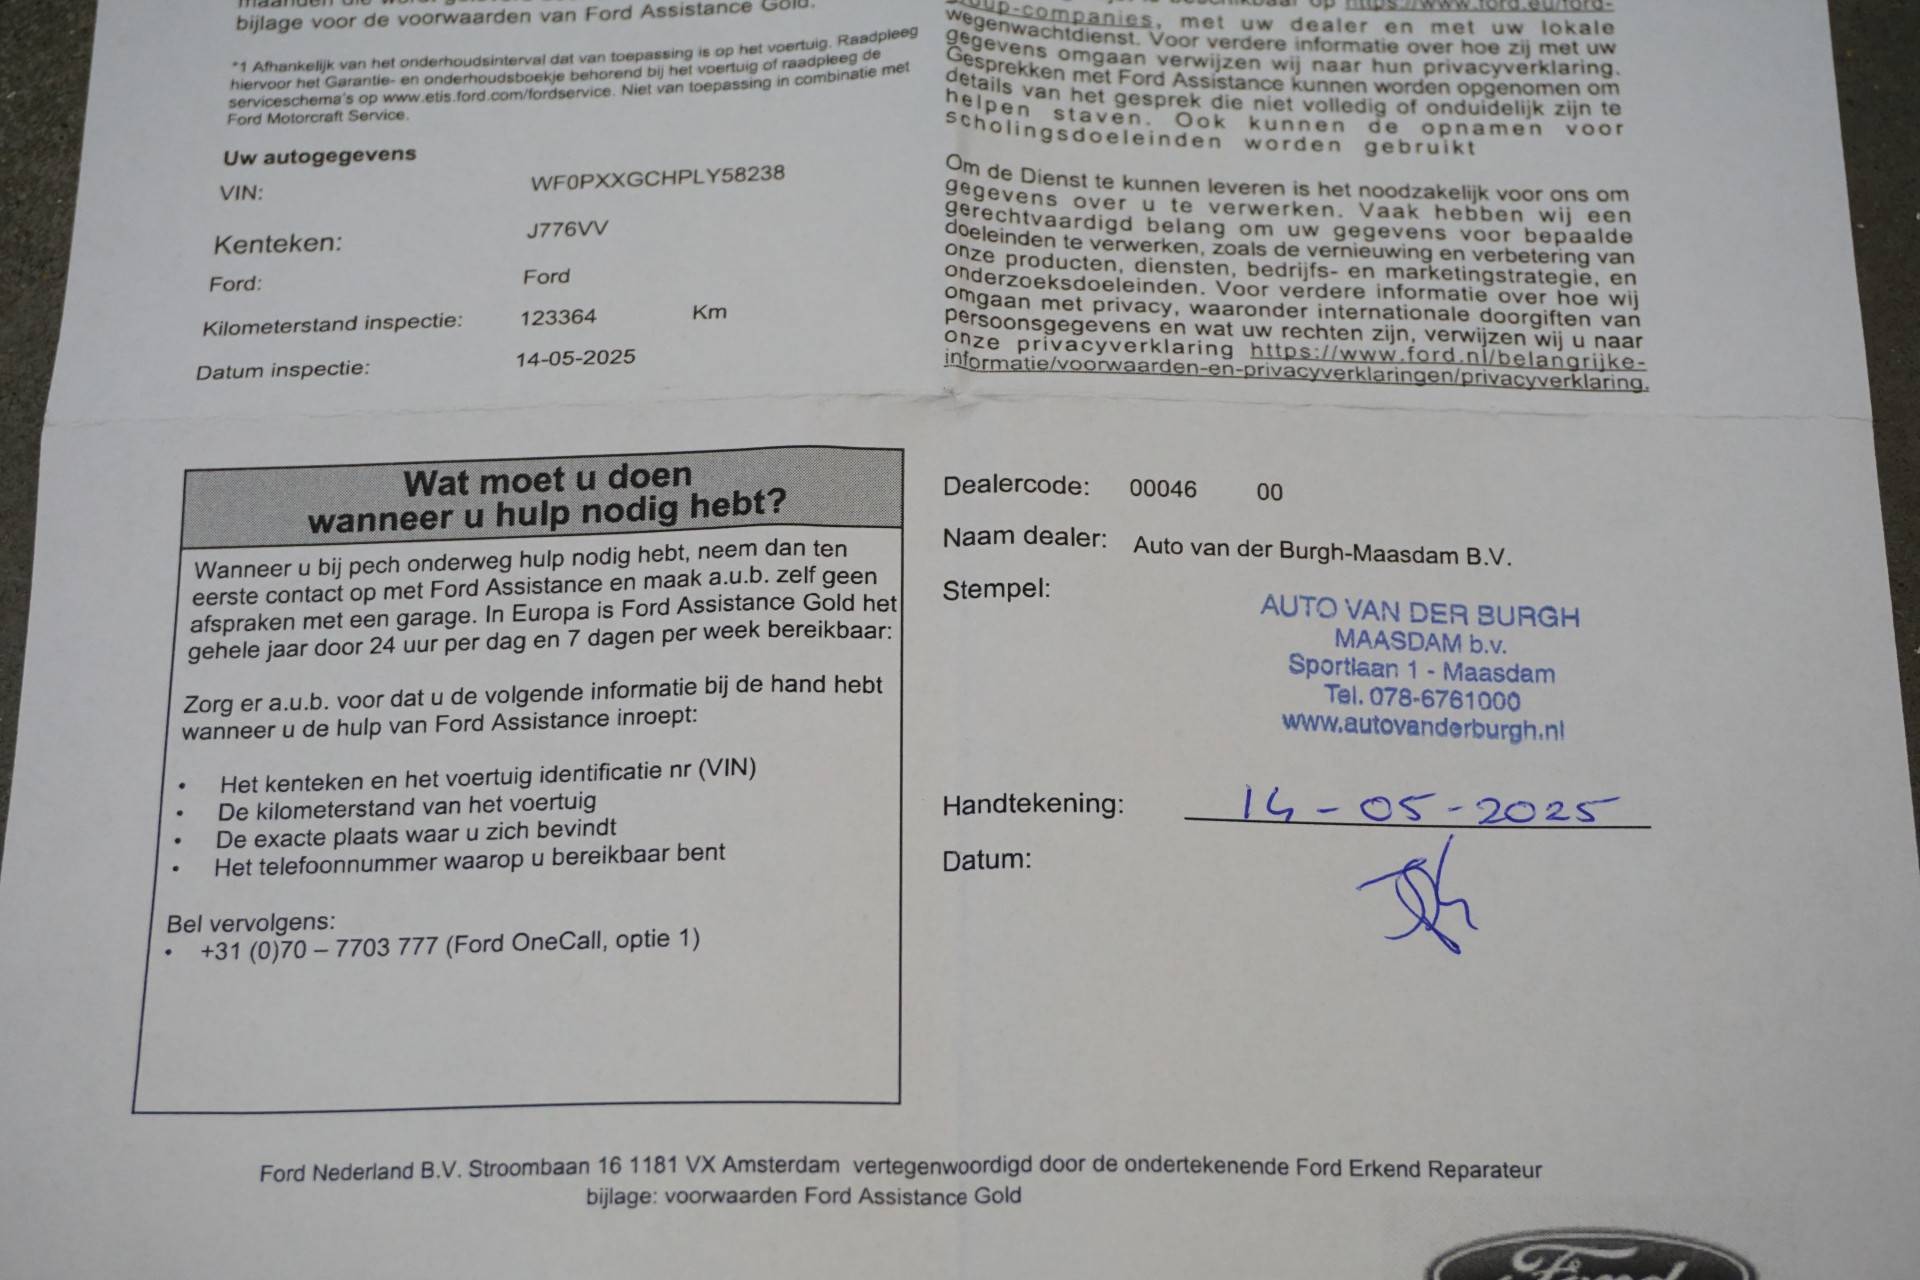 bijlage voor de voorwaarden van Ford Assistance Gold.
*1 Afhankelijk van het onderhoudsinterval dat van toepassing is op het voertuig. Raadpleeg
hiervoor het Garantie- en onderhoudsboekje behorend bij het voertuig of raadpleeg de
serviceschema's op www.etis.ford.com/fordservice. Niet van toepassing in combinatie met
Ford Motorcraft Service.
Uw autogegevens
VIN: WF0PXXGCHPLY58238
Kenteken: J776VV
Ford: Ford
Kilometerstand inspectie: 123364 Km
Datum inspectie: 14-05-2025
https://www.ford.eu/ford-
group-companies, met uw dealer en met uw lokale
wegenwachtdienst. Voor verdere informatie over hoe zij met uw
gegevens omgaan verwijzen wij naar hun privacyverklaring.
Gesprekken met Ford Assistance kunnen worden opgenomen om
details van het gesprek die niet volledig of onduidelijk zijn te
helpen staven. Ook kunnen de opnamen voor
scholingsdoeleinden worden gebruikt
Om de Dienst te kunnen leveren is het noodzakelijk voor ons om
gegevens over u te verwerken. Vaak hebben wij een
gerechtvaardigd belang om uw gegevens voor bepaalde
doeleinden te verwerken, zoals de vernieuwing en verbetering van
onze producten, diensten, bedrijfs- en marketingstrategie, en
onderzoeksdoeleinden. Voor verdere informatie over hoe wij
omgaan met privacy, waaronder internationale doorgiften van
persoonsgegevens en wat uw rechten zijn, verwijzen wij u naar
onze privacyverklaring https://www.ford.nl/belangrijke-
informatie/voorwaarden-en-privacyverklaringen/privacyverklaring.
Wat moet u doen
wanneer u hulp nodig hebt?
Wanneer u bij pech onderweg hulp nodig hebt, neem dan ten
eerste contact op met Ford Assistance en maak a.u.b. zelf geen
afspraken met een garage. In Europa is Ford Assistance Gold het
gehele jaar door 24 uur per dag en 7 dagen per week bereikbaar:
Zorg er a.u.b. voor dat u de volgende informatie bij de hand hebt
wanneer u de hulp van Ford Assistance inroept:
• Het kenteken en het voertuig identificatie nr (VIN)
• De kilometerstand van het voertuig
• De exacte plaats waar u zich bevindt
• Het telefoonnummer waarop u bereikbaar bent
Bel vervolgens:
• +31 (0)70 – 7703 777 (Ford OneCall, optie 1)
Dealercode: 00046 00
Naam dealer: Auto van der Burgh-Maasdam B.V.
Stempel:
AUTO VAN DER BURGH
MAASDAM b.v.
Sportlaan 1 - Maasdam
Tel. 078-6761000
www.autovanderburgh.nl
Handtekening: 14-05-2025
Datum:
Ford Nederland B.V. Stroombaan 16 1181 VX Amsterdam vertegenwoordigd door de ondertekenende Ford Erkend Reparateur
bijlage: voorwaarden Ford Assistance Gold
Ford